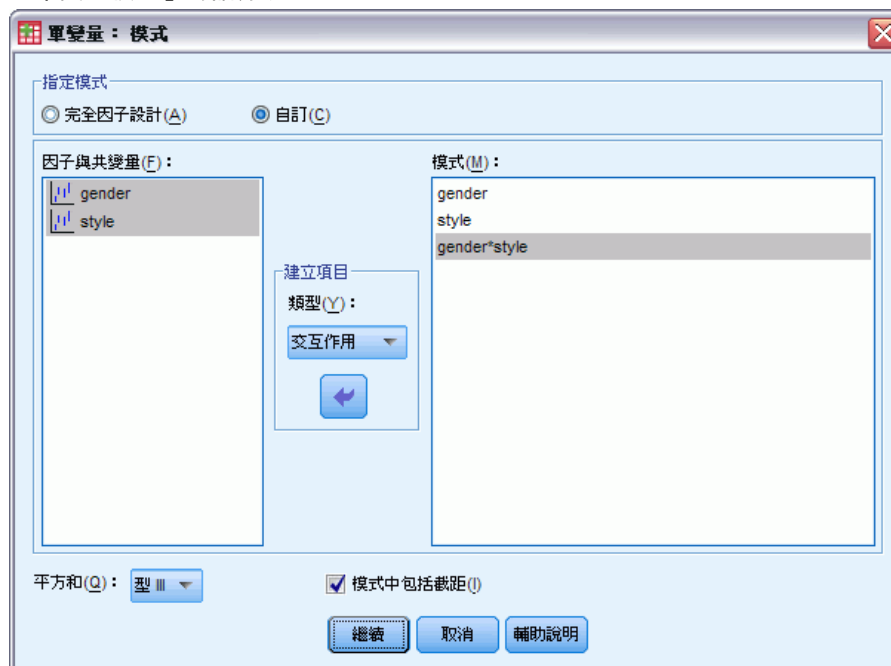 單變量： 模式
指定模式
完全因子設計(A)
自訂(C)
因子與共變量(F)：
gender
style
建立項目
類型(Y)：
交互作用
模式(M)：
gender
style
gender*style
平方和(Q)：
型 III
模式中包括截距(I)
繼續
取消
輔助說明